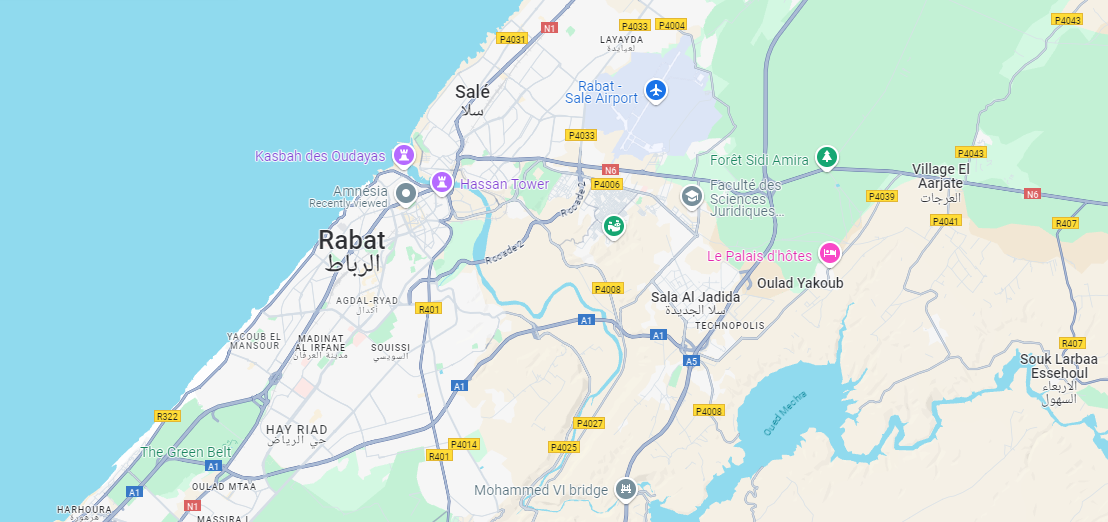 P4043
N1
P4033
P4004
P4031
LAYAYDA
لعيايدة
Rabat -
Sale Airport
Salé
سلا
P4033
Kasbah des Oudayas
N6
Forêt Sidi Amira
P4043
Village El
Aarjate
العرجات
Hassan Tower
P4006
Faculté des
Sciences
Juridiques...
Amnésia
Recently viewed
Rocade 2
P4039
N6
P4041
R407
Rabat
الرباط
Rocade 2
Le Palais d'hôtes
Oulad Yakoub
P4008
Sala Al Jadida
سلا الجديدة
AGDAL-RYAD
أكدال
R401
A1
TECHNOPOLIS
YACOUB EL
MANSOUR
MADINAT
AL IRFANE
مدينة العرفان
SOUISSI
السويسي
A1
A5
R407
Souk Larbaa
Essehoul
الاربعاء
السهول
A1
Oued Mechra
P4008
R322
HAY RIAD
حي الرياض
P4027
P4014
P4025
R401
The Green Belt
A1
OULAD MTAA
A1
Mohammed VI bridge
N1
HARHOURA
هرهورة
MASSIRA I